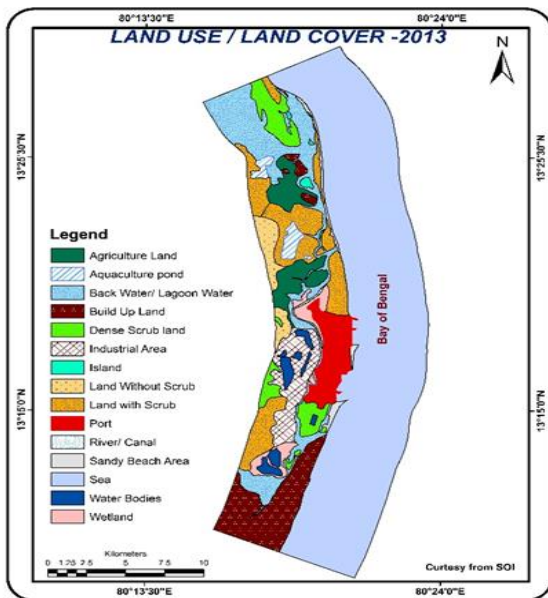 80°13'30"E 80°24'0"E
LAND USE / LAND COVER -2013
N
13°25'30"N 13°25'30"N
Legend
Agriculture Land
Aquaculture pond
Back Water/ Lagoon Water
Build Up Land
Dense Scrub land
Industrial Area
Island
Land Without Scrub
Land with Scrub
Port
River/ Canal
Sandy Beach Area
Sea
Water Bodies
Wetland
Bay of Bengal
13°15'0"N 13°15'0"N
Kilometers
0 1.25 2.5 5 7.5 10
Curtesy from SOI
80°13'30"E 80°24'0"E